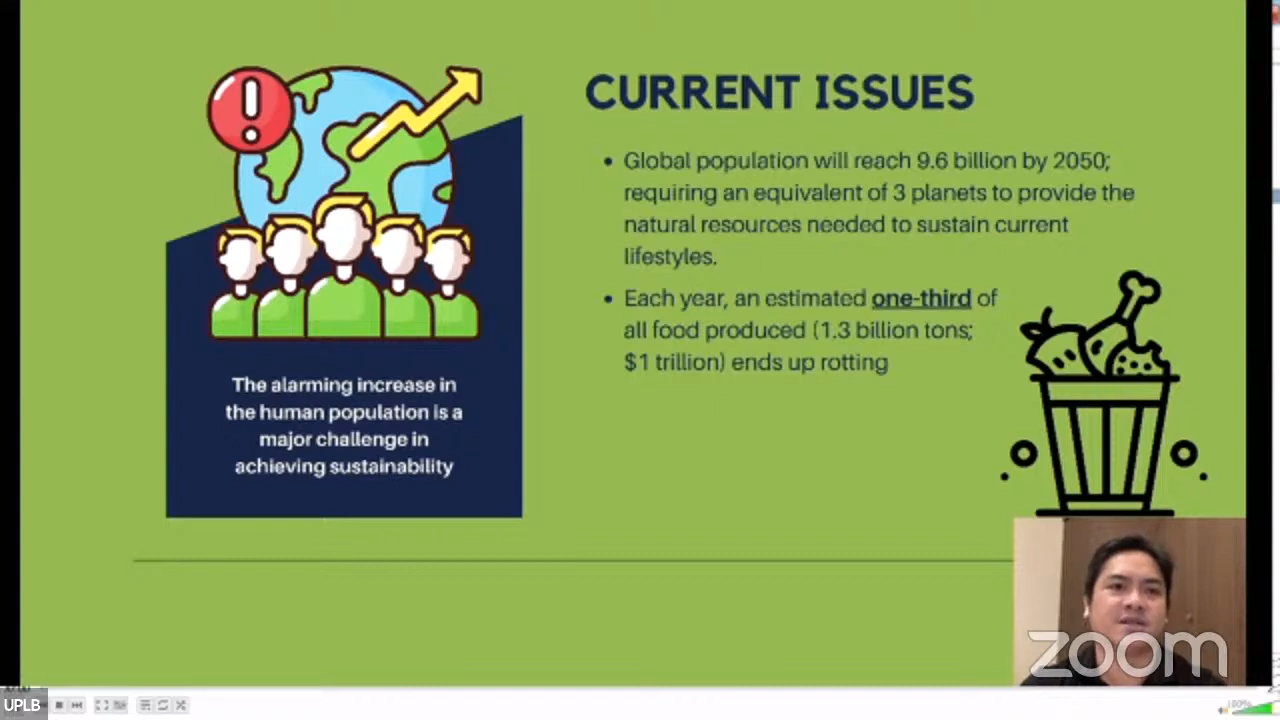 CURRENT ISSUES
• Global population will reach 9.6 billion by 2050;
requiring an equivalent of 3 planets to provide the
natural resources needed to sustain current
lifestyles.
• Each year, an estimated one-third of
all food produced (1.3 billion tons;
$1 trillion) ends up rotting
The alarming increase in
the human population is a
major challenge in
achieving sustainability
zoom
UPLB